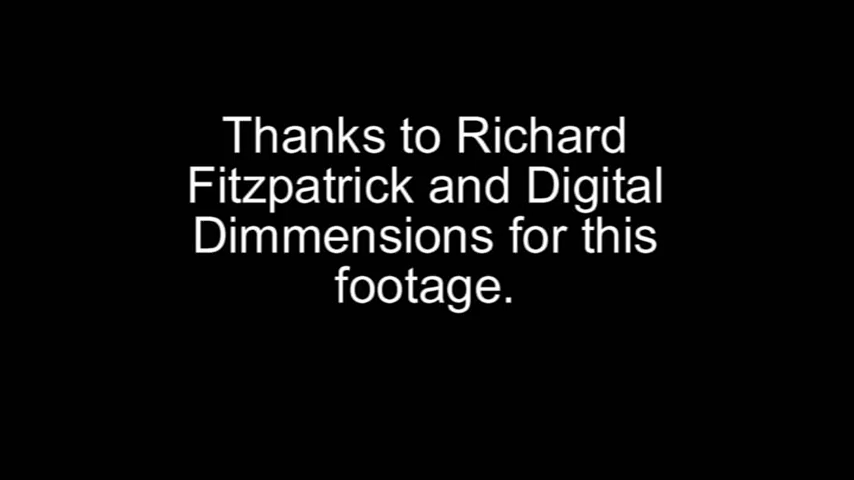 Thanks to Richard
Fitzpatrick and Digital
Dimmensions for this
footage.